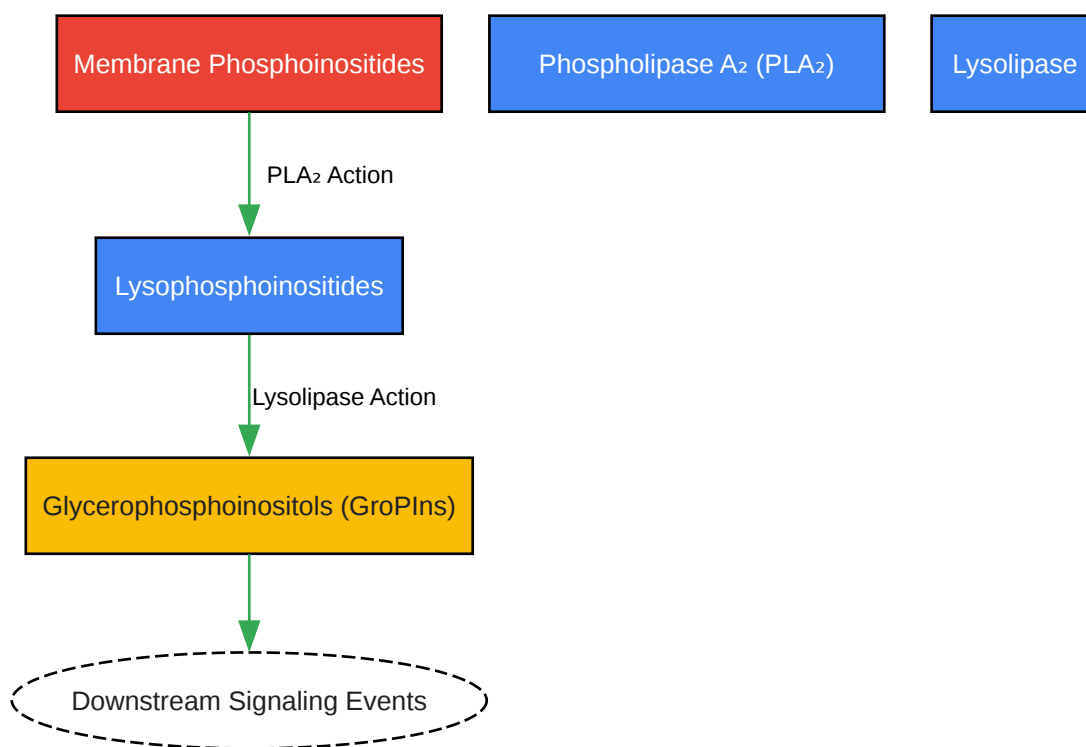 Membrane Phosphoinositides
Phospholipase A₂ (PLA₂)
Lysolipase
PLA₂ Action
Lysophosphoinositides
Lysolipase Action
Glycerophosphoinositols (GroPIns)
Downstream Signaling Events